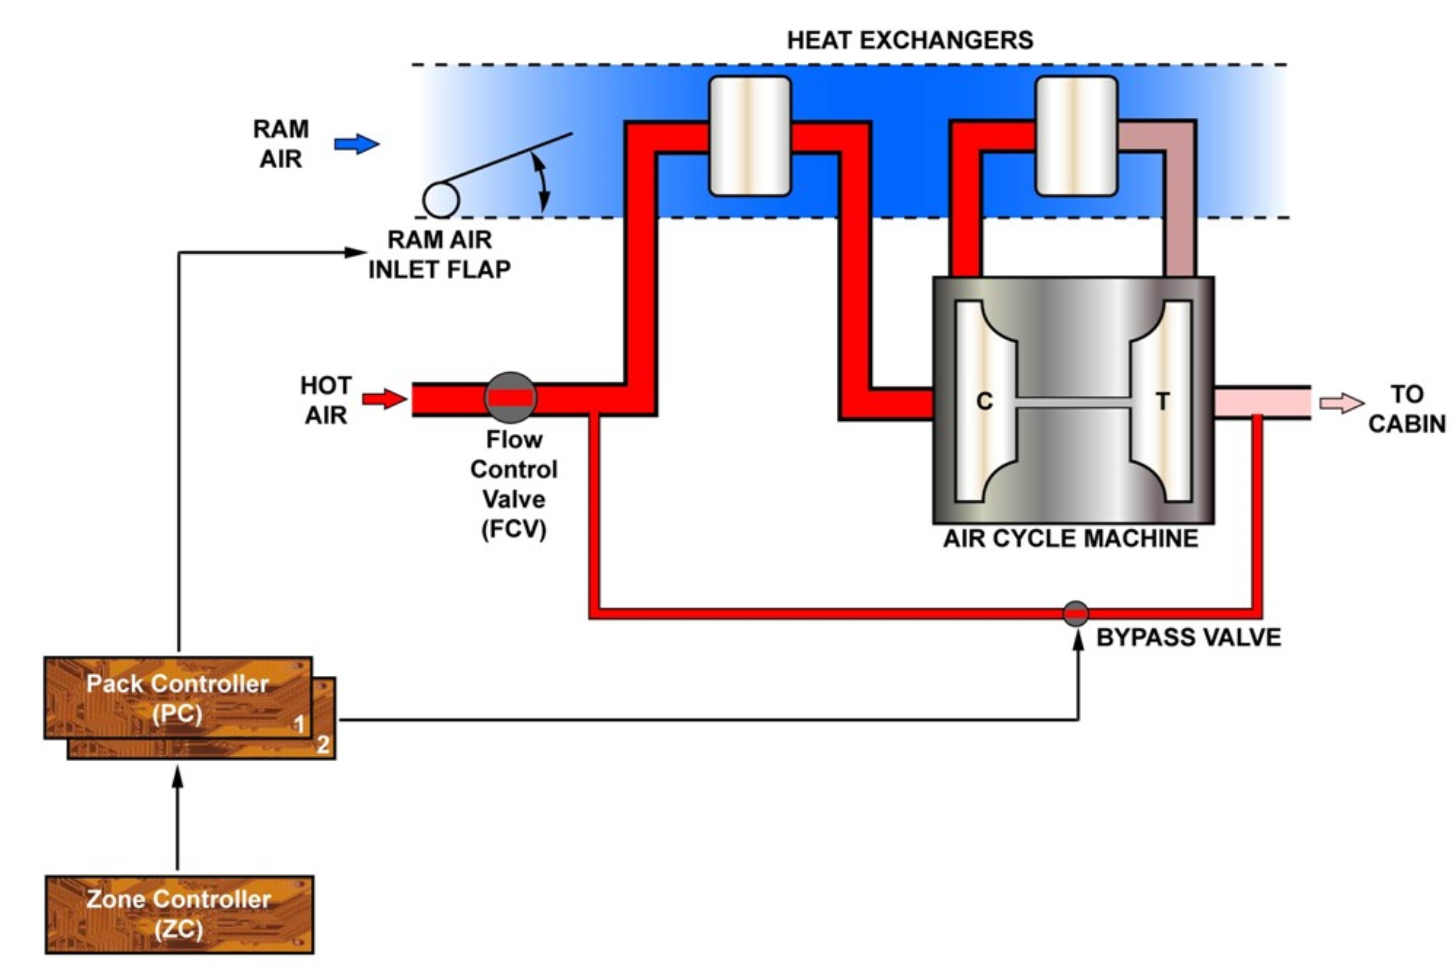 HEAT EXCHANGERS
RAM
AIR
RAM AIR
INLET FLAP
HOT
AIR
Flow
Control
Valve
(FCV)
C
T
TO
CABIN
AIR CYCLE MACHINE
BYPASS VALVE
Pack Controller
(PC)
1
2
Zone Controller
(ZC)